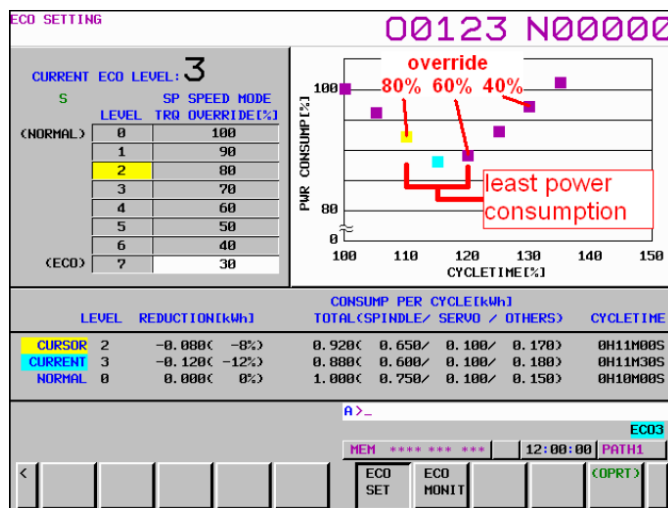 ECO SETTING
O0123 N00000
CURRENT ECO LEVEL: 3
S SP SPEED MODE
LEVEL TRQ OVERRIDE[%]
(NORMAL) 0 100
1 90
2 80
3 70
4 60
5 50
6 40
(ECO) 7 30
override
80% 60% 40%
PWR CONSUMP[%]
100
80
0
least power
consumption
100 110 120 130 140 150
CYCLETIME[%]
CONSUMP PER CYCLE[kWh]
LEVEL REDUCTION[kWh] TOTAL(SPINDLE/ SERVO / OTHERS) CYCLETIME
CURSOR 2 -0.080( -8%) 0.920( 0.650/ 0.100/ 0.170) 0H11M00S
CURRENT 3 -0.120( -12%) 0.880( 0.600/ 0.100/ 0.180) 0H11M30S
NORMAL 0 0.000( 0%) 1.000( 0.750/ 0.100/ 0.150) 0H10M00S
A>_
ECO3
MEM **** *** *** 12:00:00 PATH1
< ECO SET ECO MONIT (OPRT)